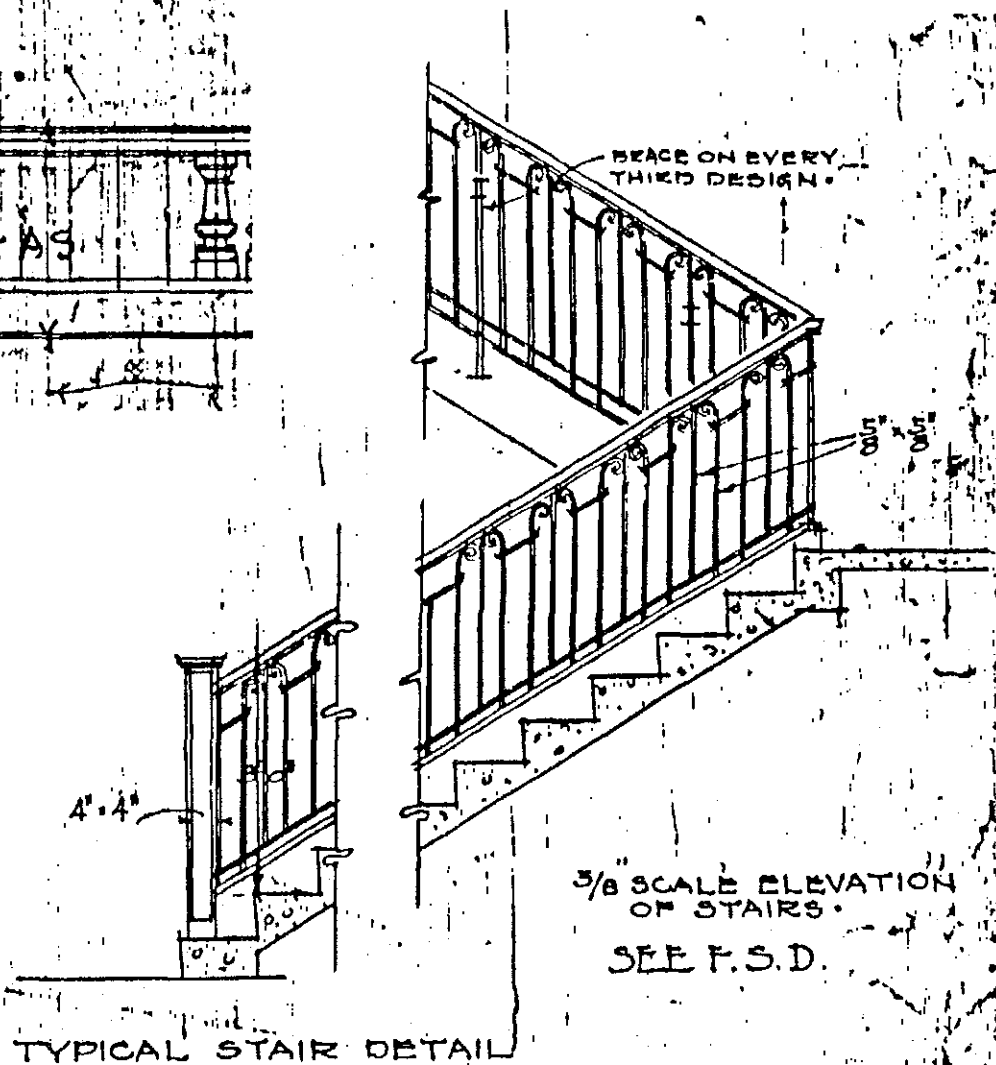 BRACE ON EVERY
THIRD DESIGN.
5/8" x 5/8"
4" x 4"
3/8" SCALE ELEVATION
OF STAIRS.
SEE F.S.D.
TYPICAL STAIR DETAIL